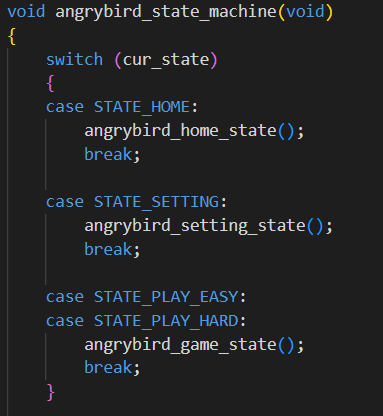 void angrybird_state_machine(void)
{
    switch (cur_state)
    {
    case STATE_HOME:
        angrybird_home_state();
        break;

    case STATE_SETTING:
        angrybird_setting_state();
        break;

    case STATE_PLAY_EASY:
    case STATE_PLAY_HARD:
        angrybird_game_state();
        break;
    }